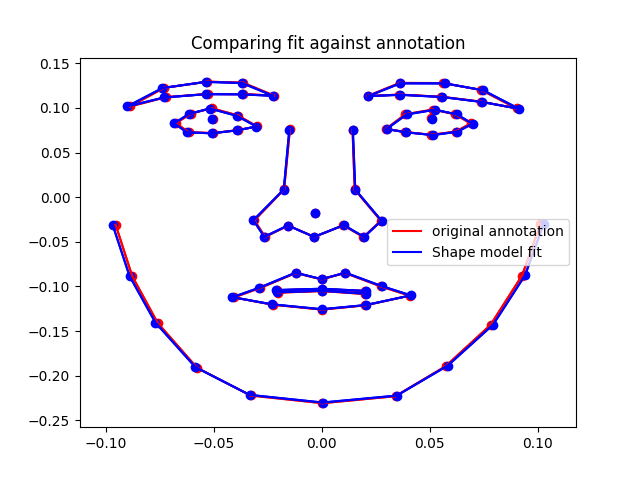 Comparing fit against annotation
0.15
0.10
0.05
0.00
−0.05
−0.10
−0.15
−0.20
−0.25
original annotation
Shape model fit
−0.10 −0.05 0.00 0.05 0.10